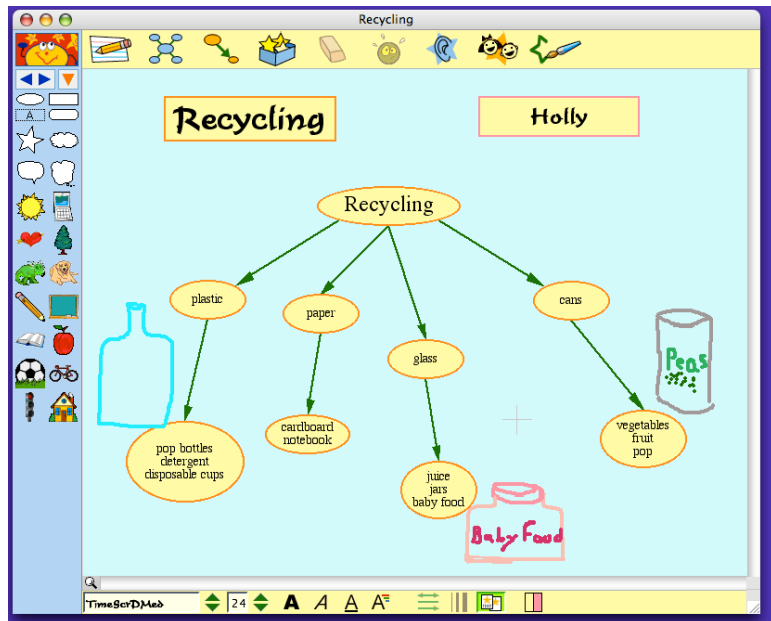 Recycling
Recycling
Holly
Recycling
plastic
paper
cans
glass
Peas
cardboard
notebook
vegetables
fruit
pop
pop bottles
detergent
disposable cups
juice
jars
baby food
Baby Food
A
TimeScrDMed
24
A A A A